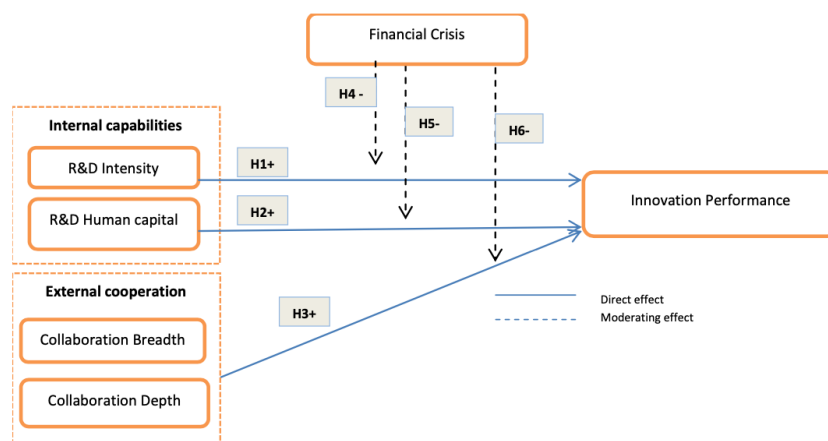 Financial Crisis
H4 -
H5-
H6-
Internal capabilities
R&D Intensity
H1+
R&D Human capital
H2+
Innovation Performance
External cooperation
H3+
Collaboration Breadth
Collaboration Depth
Direct effect
Moderating effect